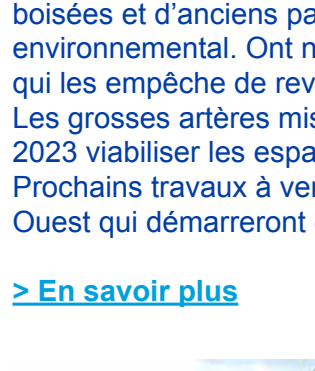 boisées et d’anciens pa
environnemental. Ont n
qui les empêche de rev
Les grosses artères mis
2023 viabiliser les espa
Prochains travaux à ve
Ouest qui démarreront
> En savoir plus